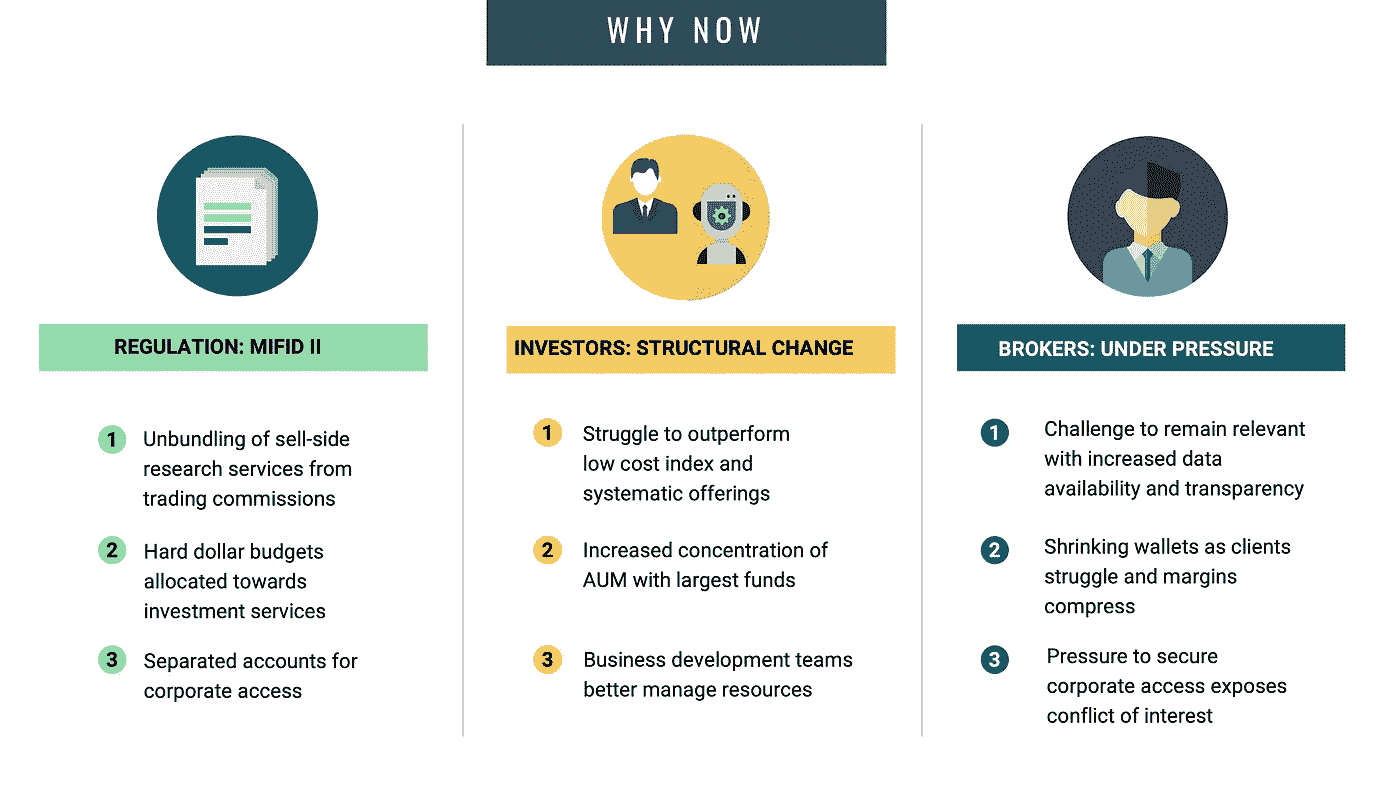 WHY NOW
REGULATION: MIFID II
1
Unbundling of sell-side
research services from
trading commissions
2
Hard dollar budgets
allocated towards
investment services
3
Separated accounts for
corporate access
INVESTORS: STRUCTURAL CHANGE
1
Struggle to outperform
low cost index and
systematic offerings
2
Increased concentration of
AUM with largest funds
3
Business development teams
better manage resources
BROKERS: UNDER PRESSURE
1
Challenge to remain relevant
with increased data
availability and transparency
2
Shrinking wallets as clients
struggle and margins
compress
3
Pressure to secure
corporate access exposes
conflict of interest